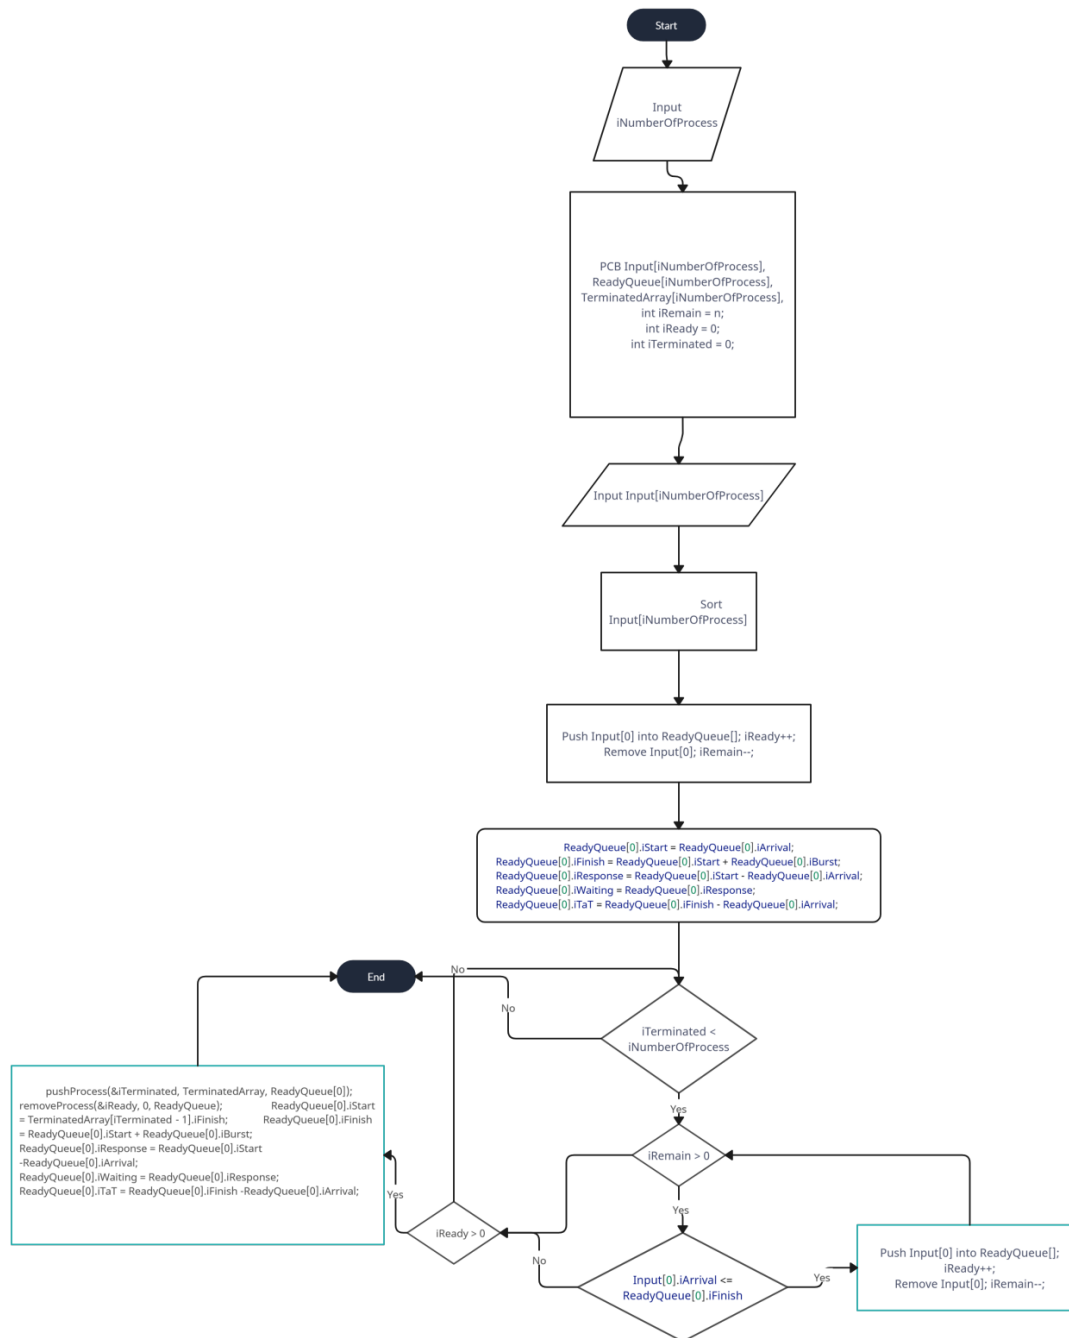 Start
Input
iNumberOfProcess
PCB Input[iNumberOfProcess],
ReadyQueue[iNumberOfProcess],
TerminatedArray[iNumberOfProcess],
int iRemain = n;
int iReady = 0;
int iTerminated = 0;
Input Input[iNumberOfProcess]
Sort
Input[iNumberOfProcess]
Push Input[0] into ReadyQueue[]; iReady++;
Remove Input[0]; iRemain--;
ReadyQueue[0].iStart = ReadyQueue[0].iArrival;
ReadyQueue[0].iFinish = ReadyQueue[0].iStart + ReadyQueue[0].iBurst;
ReadyQueue[0].iResponse = ReadyQueue[0].iStart - ReadyQueue[0].iArrival;
ReadyQueue[0].iWaiting = ReadyQueue[0].iResponse;
ReadyQueue[0].iTaT = ReadyQueue[0].iFinish - ReadyQueue[0].iArrival;
No
End
No
iTerminated <
iNumberOfProcess
Yes
pushProcess(&iTerminated, TerminatedArray, ReadyQueue[0]);
removeProcess(&iReady, 0, ReadyQueue); ReadyQueue[0].iStart
= TerminatedArray[iTerminated - 1].iFinish; ReadyQueue[0].iFinish
= ReadyQueue[0].iStart + ReadyQueue[0].iBurst;
ReadyQueue[0].iResponse = ReadyQueue[0].iStart
-ReadyQueue[0].iArrival;
ReadyQueue[0].iWaiting = ReadyQueue[0].iResponse;
ReadyQueue[0].iTaT = ReadyQueue[0].iFinish -ReadyQueue[0].iArrival;
iRemain > 0
Yes
Yes
iReady > 0
No
Input[0].iArrival <=
ReadyQueue[0].iFinish
Yes
Push Input[0] into ReadyQueue[];
iReady++;
Remove Input[0]; iRemain--;